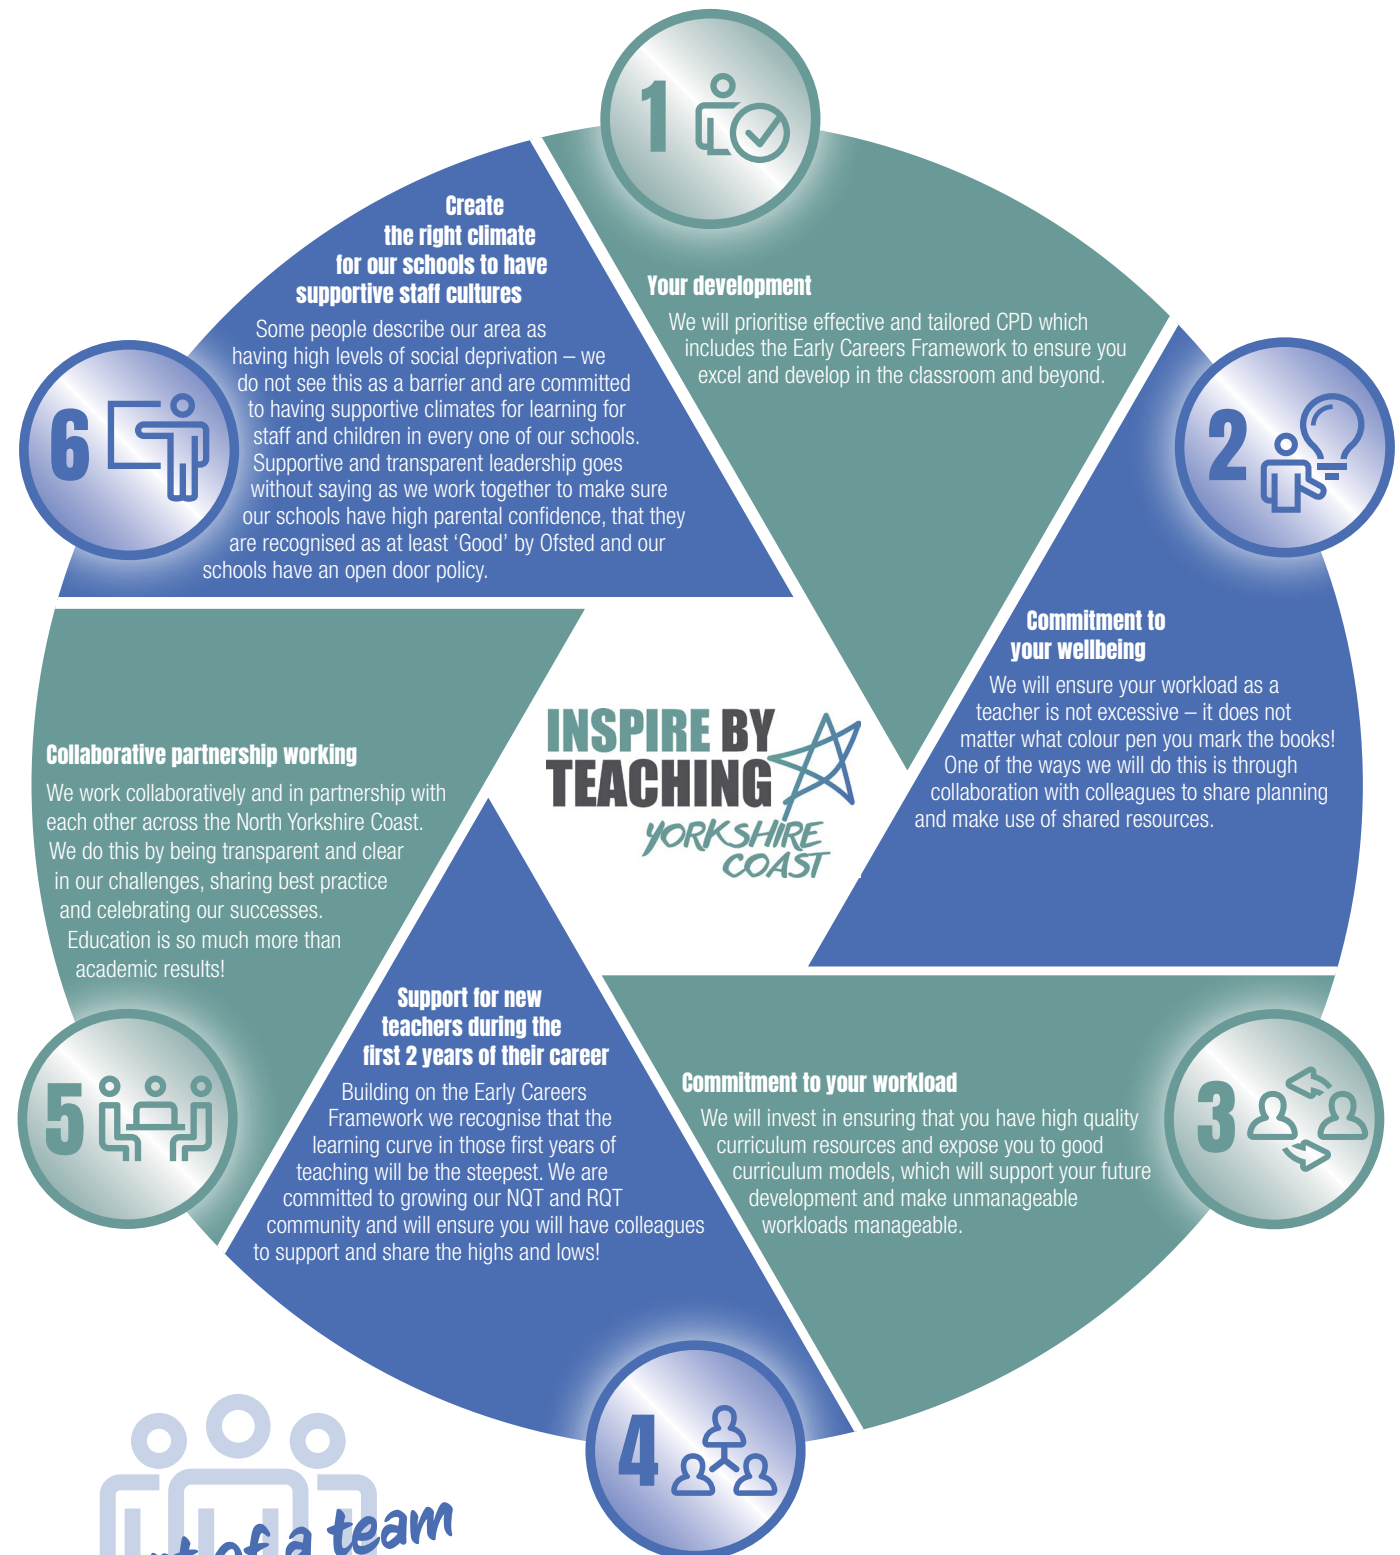 1
Your development
We will prioritise effective and tailored CPD which
includes the Early Careers Framework to ensure you
excel and develop in the classroom and beyond.
2
Commitment to
your wellbeing
We will ensure your workload as a
teacher is not excessive – it does not
matter what colour pen you mark the books!
One of the ways we will do this is through
collaboration with colleagues to share planning
and make use of shared resources.
3
Commitment to your workload
We will invest in ensuring that you have high quality
curriculum resources and expose you to good
curriculum models, which will support your future
development and make unmanageable
workloads manageable.
4
Support for new
teachers during the
first 2 years of their career
Building on the Early Careers
Framework we recognise that the
learning curve in those first years of
teaching will be the steepest. We are
committed to growing our NQT and RQT
community and will ensure you will have colleagues
to support and share the highs and lows!
5
Collaborative partnership working
We work collaboratively and in partnership with
each other across the North Yorkshire Coast.
We do this by being transparent and clear
in our challenges, sharing best practice
and celebrating our successes.
Education is so much more than
academic results!
6
Create
the right climate
for our schools to have
supportive staff cultures
Some people describe our area as
having high levels of social deprivation – we
do not see this as a barrier and are committed
to having supportive climates for learning for
staff and children in every one of our schools.
Supportive and transparent leadership goes
without saying as we work together to make sure
our schools have high parental confidence, that they
are recognised as at least ‘Good’ by Ofsted and our
schools have an open door policy.
INSPIRE BY
TEACHING
YORKSHIRE
COAST
of a team